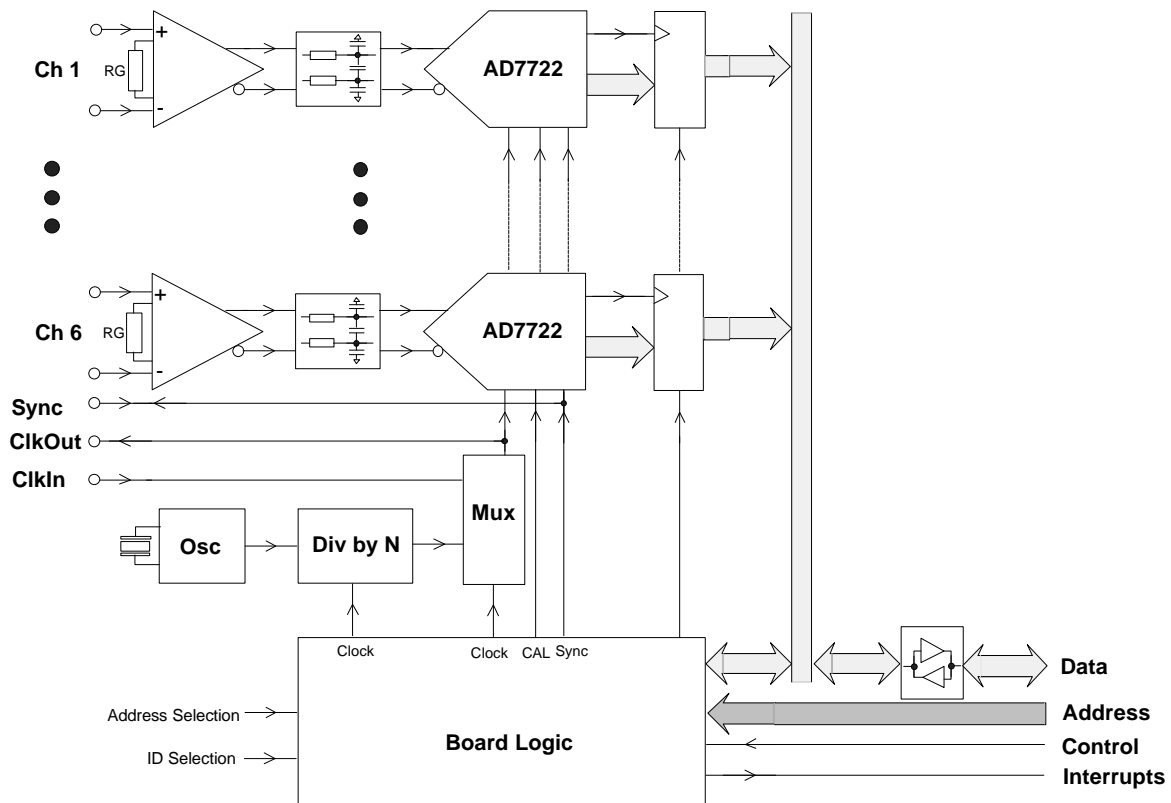 +
Ch 1
RG
-
AD7722
+
Ch 6
RG
-
AD7722
Sync
ClkOut
ClkIn
Mux
Osc
Div by N
Clock
Clock
CAL
Sync
Data
Address Selection
Address
ID Selection
Board Logic
Control
Interrupts